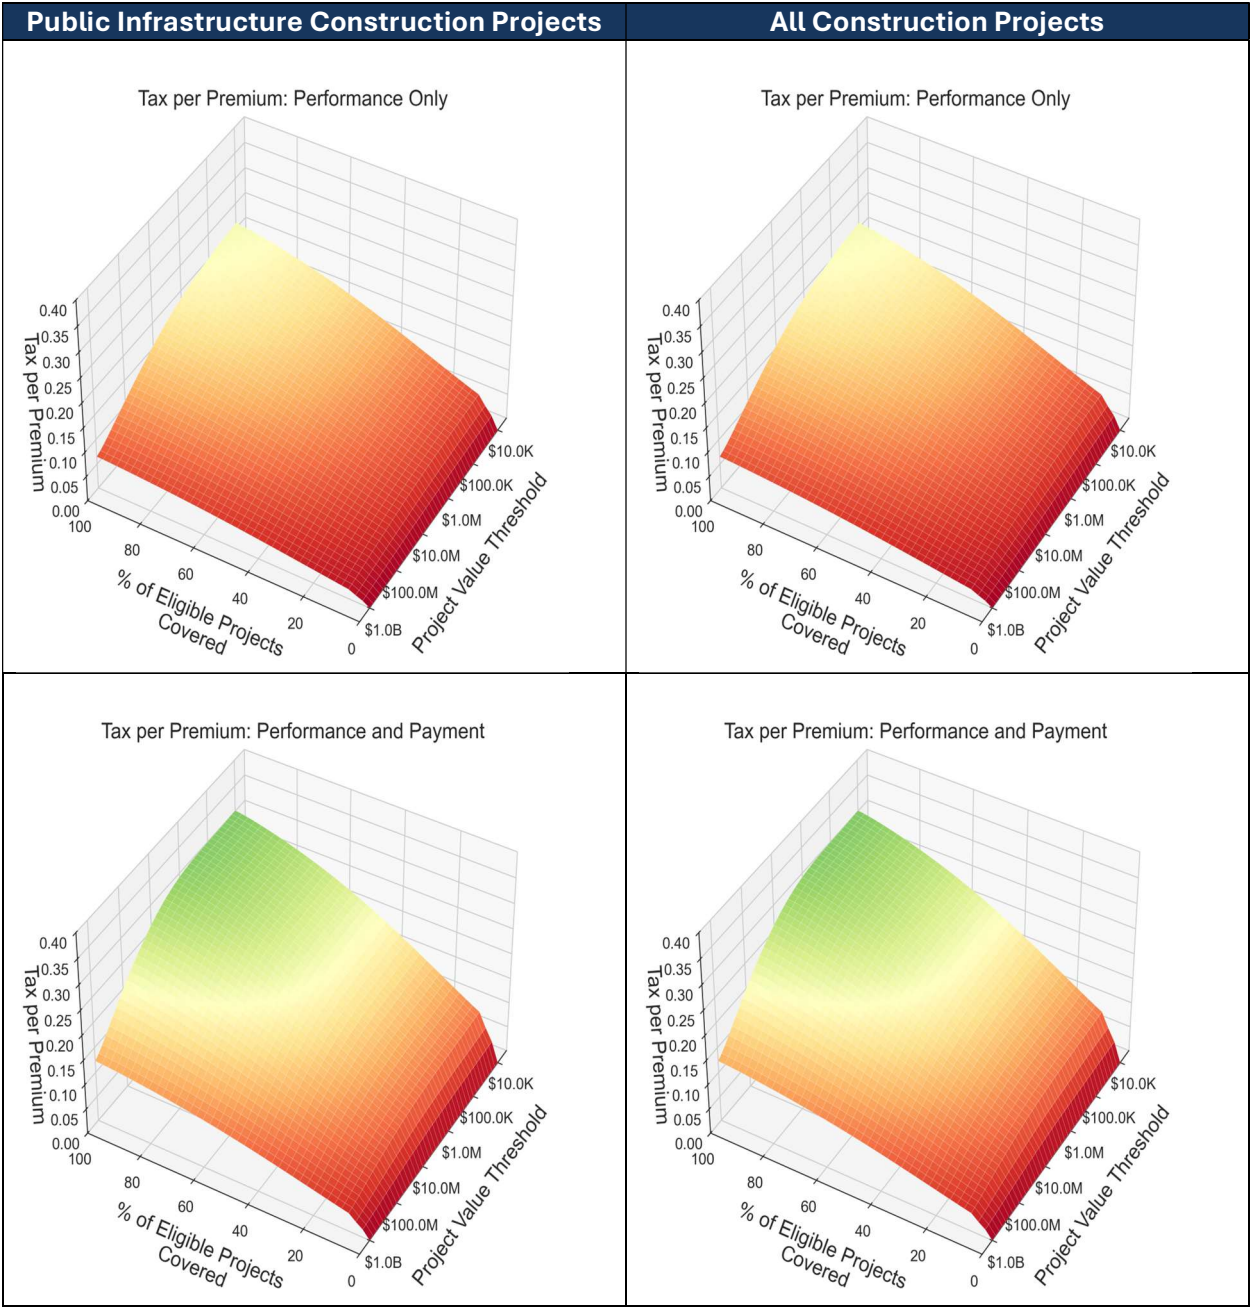 Public Infrastructure Construction Projects
All Construction Projects
Tax per Premium: Performance Only
0.40
0.35
0.30
0.25
0.20
0.15
0.10
0.05
0.00
Tax per Premium
100
80
60
40
20
0
% of Eligible Projects
Covered
$10.0K
$100.0K
$1.0M
$10.0M
$100.0M
$1.0B
Project Value Threshold
Tax per Premium: Performance Only
0.40
0.35
0.30
0.25
0.20
0.15
0.10
0.05
0.00
Tax per Premium
100
80
60
40
20
0
% of Eligible Projects
Covered
$10.0K
$100.0K
$1.0M
$10.0M
$100.0M
$1.0B
Project Value Threshold
Tax per Premium: Performance and Payment
0.40
0.35
0.30
0.25
0.20
0.15
0.10
0.05
0.00
Tax per Premium
100
80
60
40
20
0
% of Eligible Projects
Covered
$10.0K
$100.0K
$1.0M
$10.0M
$100.0M
$1.0B
Project Value Threshold
Tax per Premium: Performance and Payment
0.40
0.35
0.30
0.25
0.20
0.15
0.10
0.05
0.00
Tax per Premium
100
80
60
40
20
0
% of Eligible Projects
Covered
$10.0K
$100.0K
$1.0M
$10.0M
$100.0M
$1.0B
Project Value Threshold